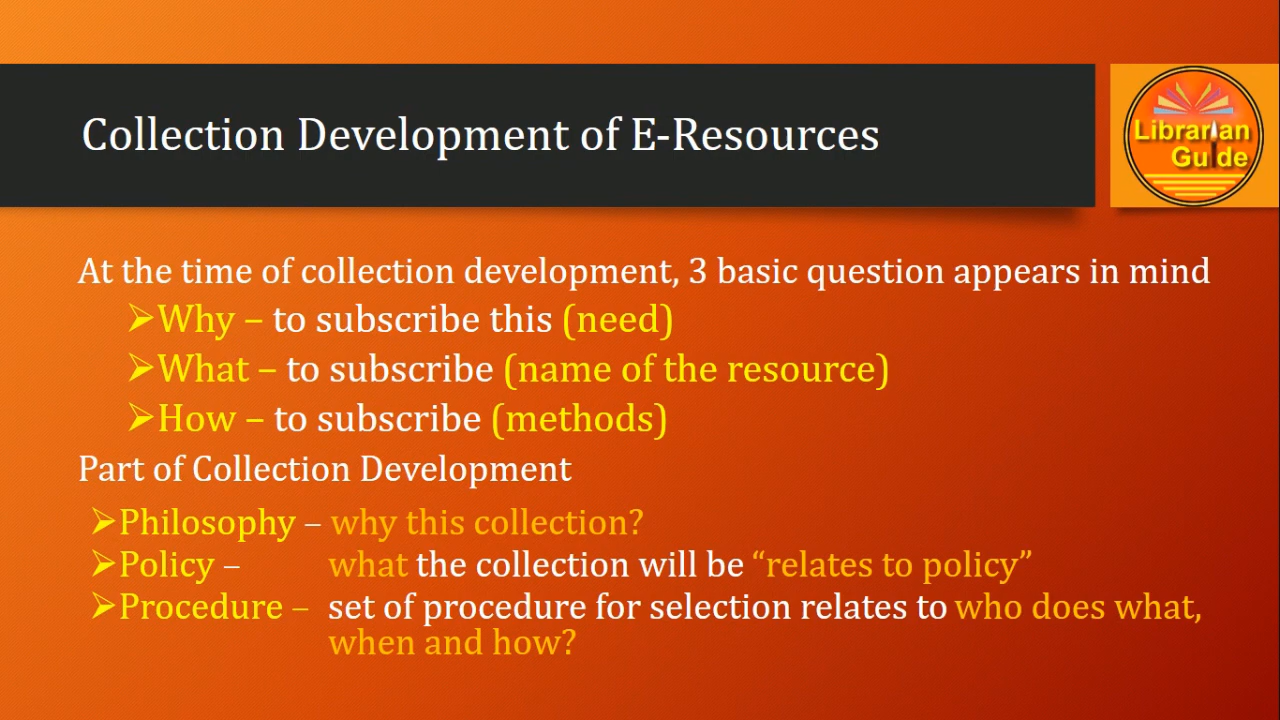 Collection Development of E-Resources
Librarian
Guide
At the time of collection development, 3 basic question appears in mind
➢Why – to subscribe this (need)
➢What – to subscribe (name of the resource)
➢How – to subscribe (methods)
Part of Collection Development
➢Philosophy – why this collection?
➢Policy – what the collection will be “relates to policy”
➢Procedure – set of procedure for selection relates to who does what,
when and how?